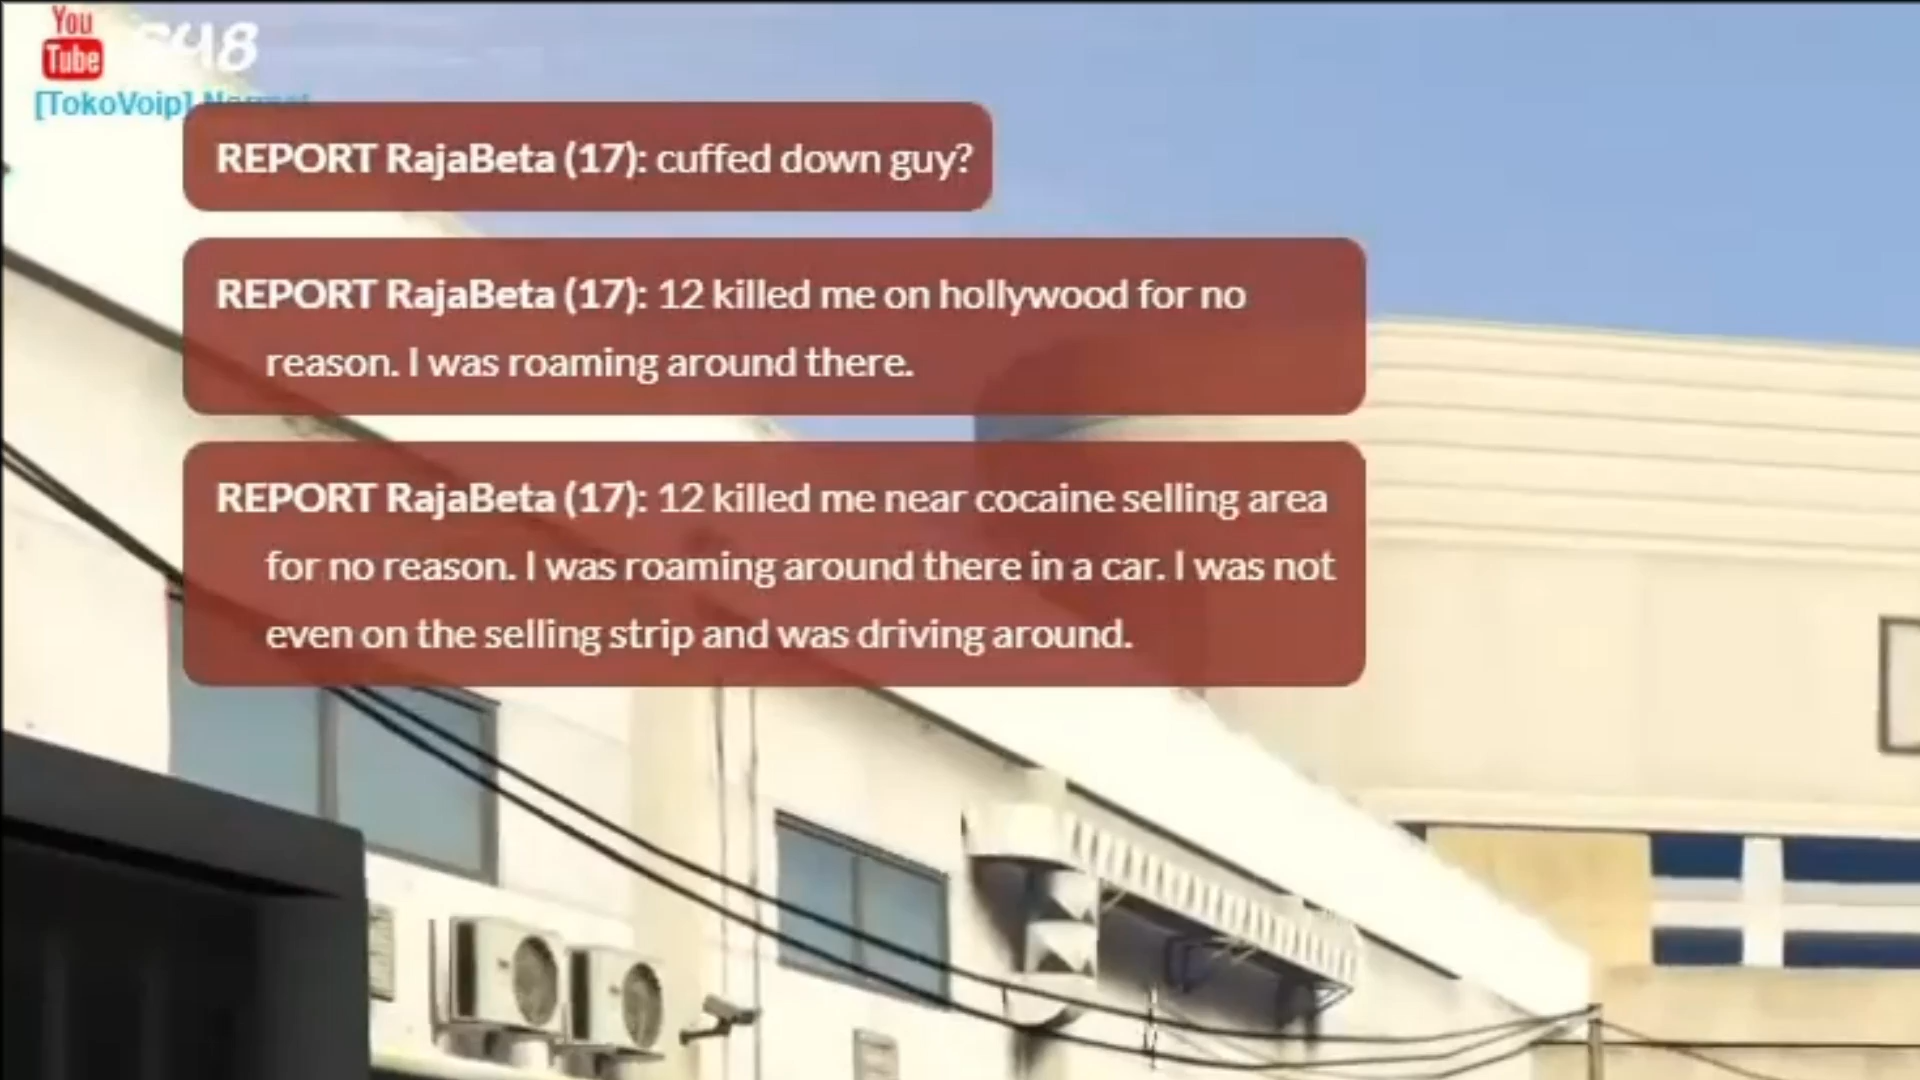 You
Tube
S48
[TokoVoip] Normal
REPORT RajaBeta (17): cuffed down guy?
REPORT RajaBeta (17): 12 killed me on hollywood for no
reason. I was roaming around there.
REPORT RajaBeta (17): 12 killed me near cocaine selling area
for no reason. I was roaming around there in a car. I was not
even on the selling strip and was driving around.